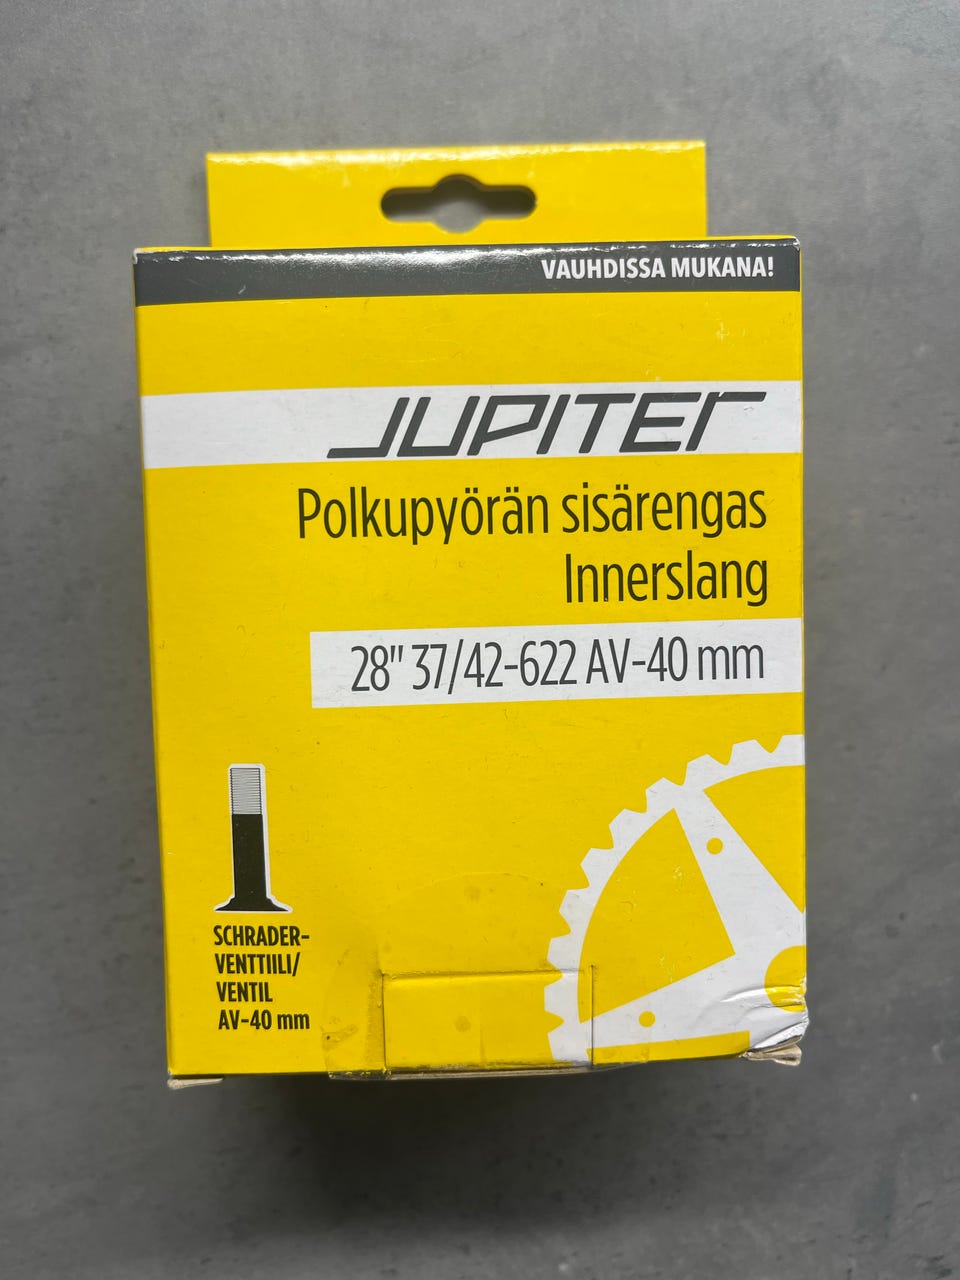 VAUHDISSA MUKANA!
JUPITER
Polkupyörän sisärengas
Innerslang
28" 37/42-622 AV-40 mm
SCHRADER-
VENTTIILI/
VENTIL
AV-40 mm